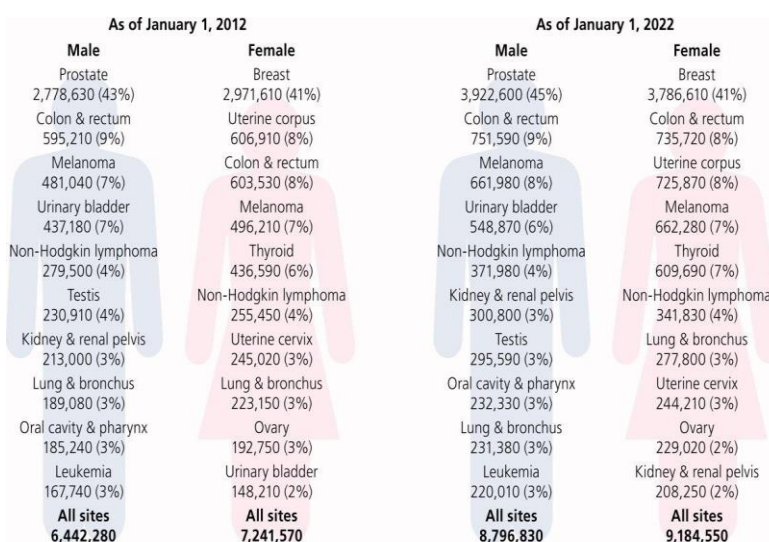 As of January 1, 2012
Male
Prostate
2,778,630 (43%)
Colon & rectum
595,210 (9%)
Melanoma
481,040 (7%)
Urinary bladder
437,180 (7%)
Non-Hodgkin lymphoma
279,500 (4%)
Testis
230,910 (4%)
Kidney & renal pelvis
213,000 (3%)
Lung & bronchus
189,080 (3%)
Oral cavity & pharynx
185,240 (3%)
Leukemia
167,740 (3%)
All sites
6,442,280
Female
Breast
2,971,610 (41%)
Uterine corpus
606,910 (8%)
Colon & rectum
603,530 (8%)
Melanoma
496,210 (7%)
Thyroid
436,590 (6%)
Non-Hodgkin lymphoma
255,450 (4%)
Uterine cervix
245,020 (3%)
Lung & bronchus
223,150 (3%)
Ovary
192,750 (3%)
Urinary bladder
148,210 (2%)
All sites
7,241,570
As of January 1, 2022
Male
Prostate
3,922,600 (45%)
Colon & rectum
751,590 (9%)
Melanoma
661,980 (8%)
Urinary bladder
548,870 (6%)
Non-Hodgkin lymphoma
371,980 (4%)
Kidney & renal pelvis
300,800 (3%)
Testis
295,590 (3%)
Oral cavity & pharynx
232,330 (3%)
Lung & bronchus
231,380 (3%)
Leukemia
220,010 (3%)
All sites
8,796,830
Female
Breast
3,786,610 (41%)
Colon & rectum
735,720 (8%)
Uterine corpus
725,870 (8%)
Melanoma
662,280 (7%)
Thyroid
609,690 (7%)
Non-Hodgkin lymphoma
341,830 (4%)
Lung & bronchus
277,800 (3%)
Uterine cervix
244,210 (3%)
Ovary
229,020 (2%)
Kidney & renal pelvis
208,250 (2%)
All sites
9,184,550